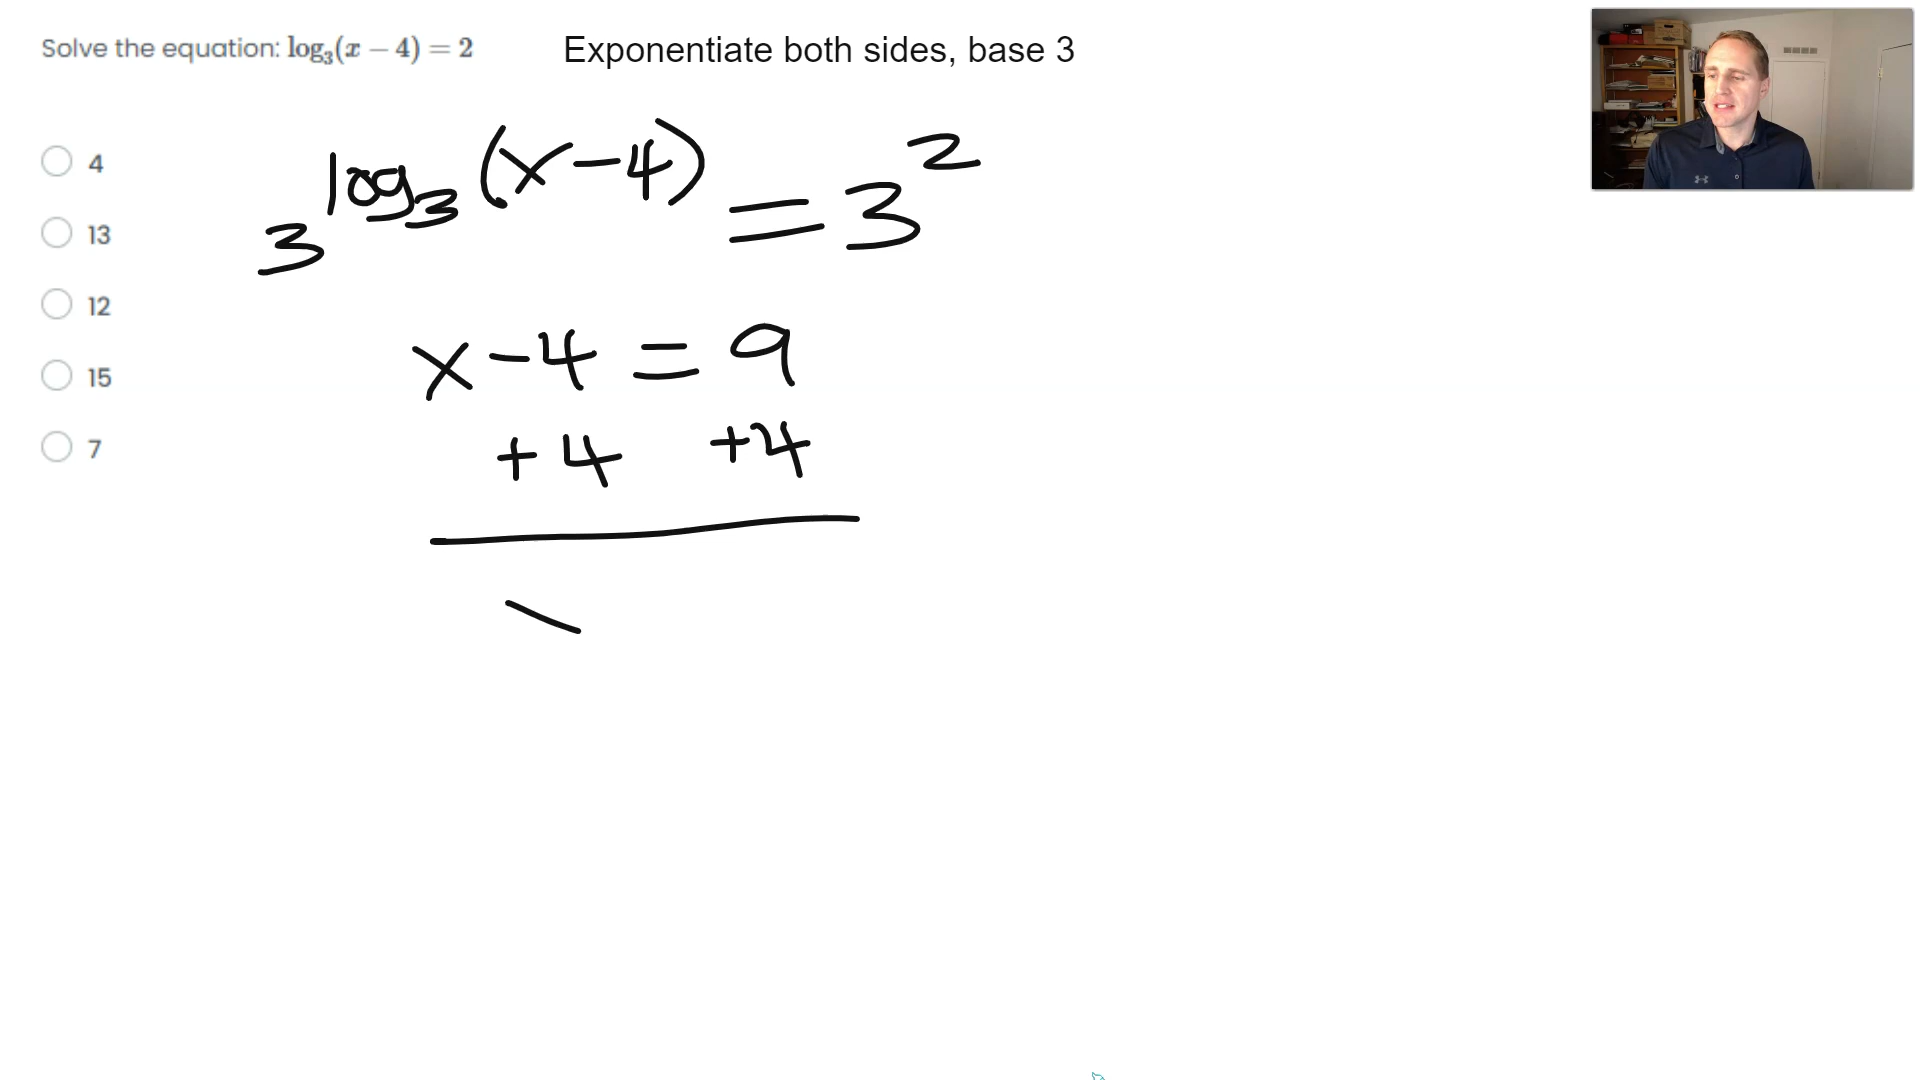 Solve the equation: log₃(x − 4) = 2
Exponentiate both sides, base 3
4
13
12
15
7
3^log₃(x−4) = 3²
x−4 = 9
+4 +4